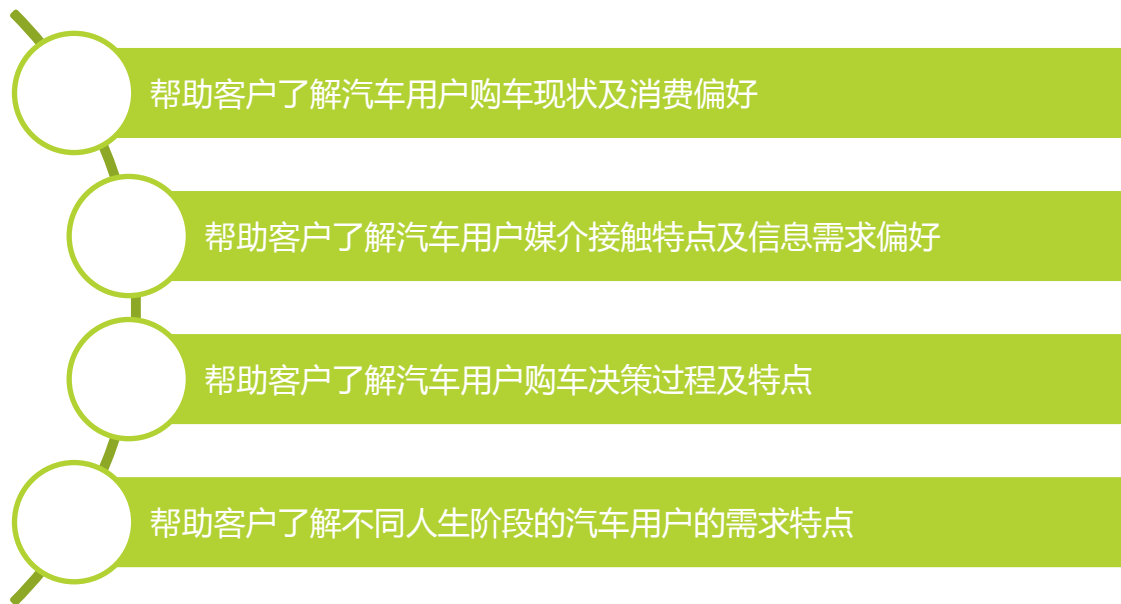 帮助客户了解汽车用户购车现状及消费偏好
帮助客户了解汽车用户媒介接触特点及信息需求偏好
帮助客户了解汽车用户购车决策过程及特点
帮助客户了解不同人生阶段的汽车用户的需求特点